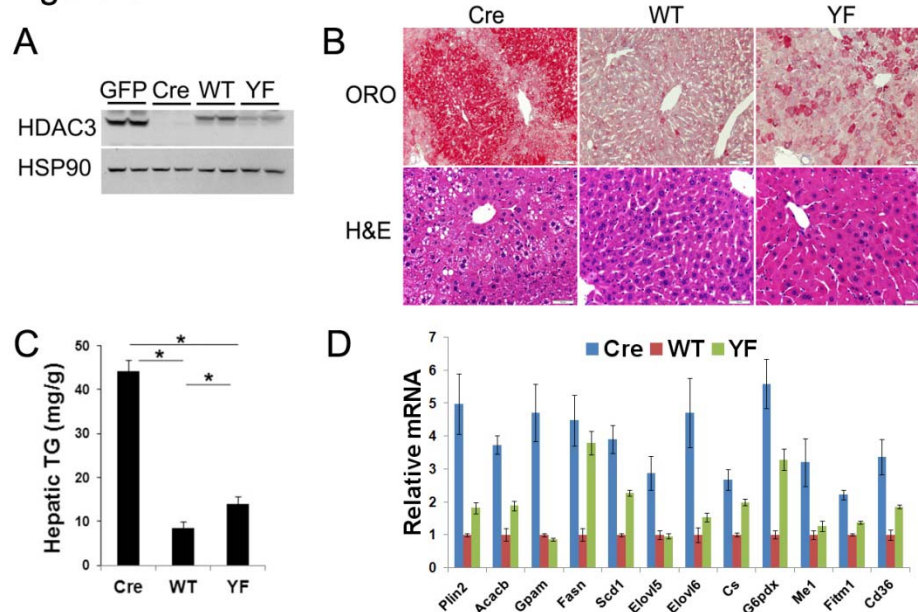 A
GFP Cre WT YF
HDAC3
HSP90
B
Cre WT YF
ORO
H&E
C
Hepatic TG (mg/g)
50
40
30
20
10
0
* * *
Cre WT YF
D
Relative mRNA
7
6
5
4
3
2
1
0
Cre WT YF
Plin2 Acacb Gpam Fasn Scd1 Elovl5 Elovl6 Cs G6pdx Me1 Fitm1 Cd36